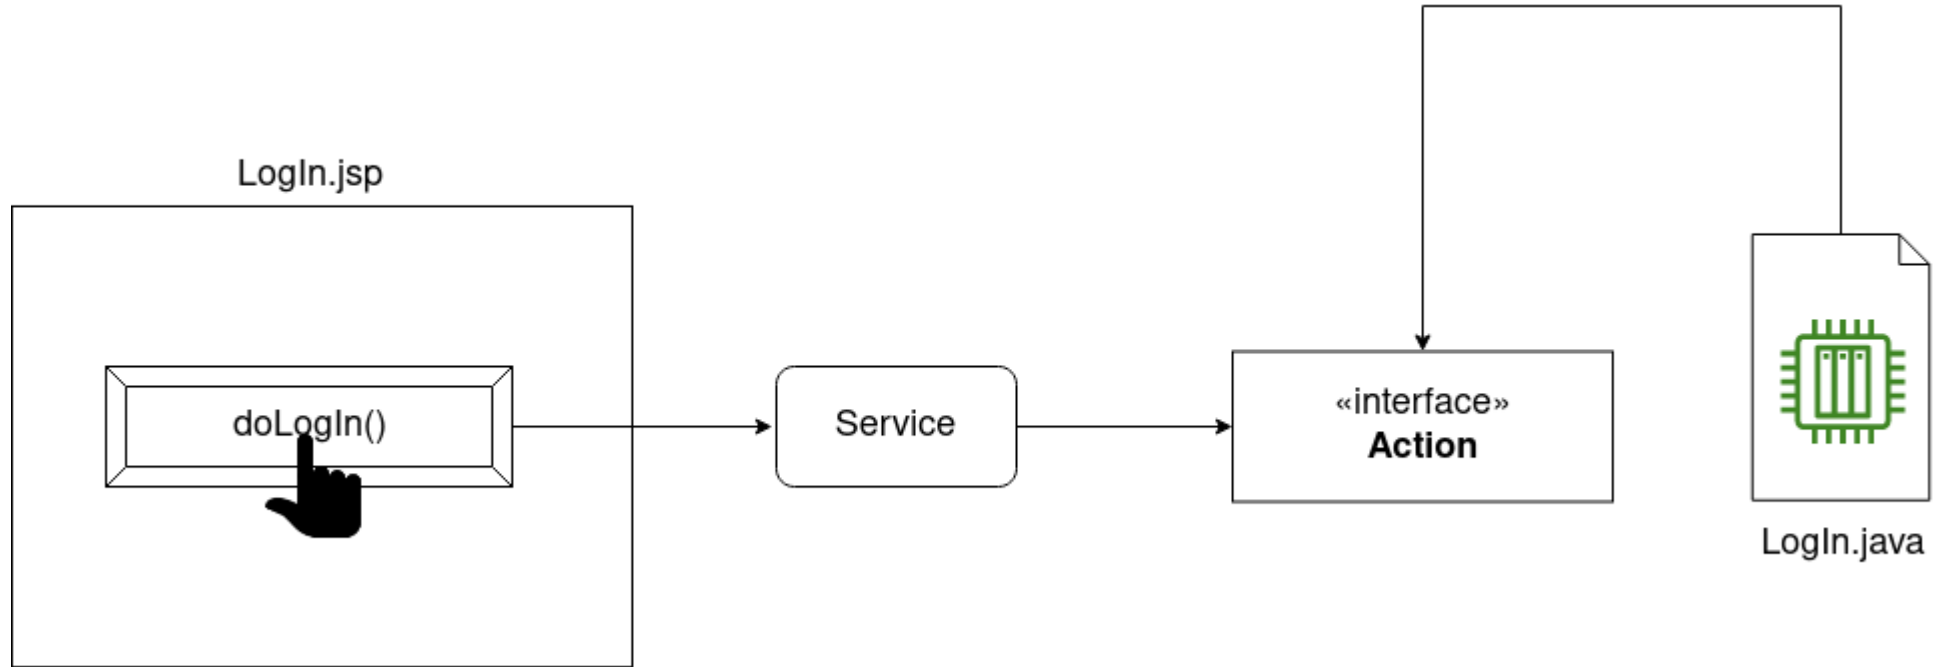 LogIn.jsp
doLogIn()
Service
«interface»
Action
LogIn.java